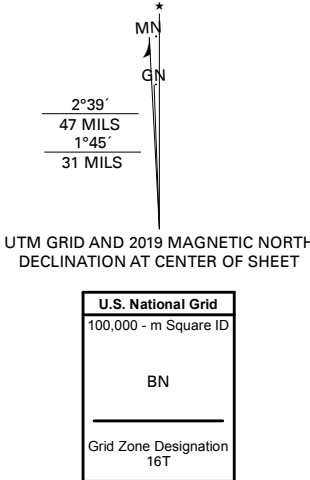 ★
MN
GN
2°39´
47 MILS
1°45´
31 MILS
UTM GRID AND 2019 MAGNETIC NORTH
DECLINATION AT CENTER OF SHEET
U.S. National Grid
100,000 - m Square ID
BN
Grid Zone Designation
16T